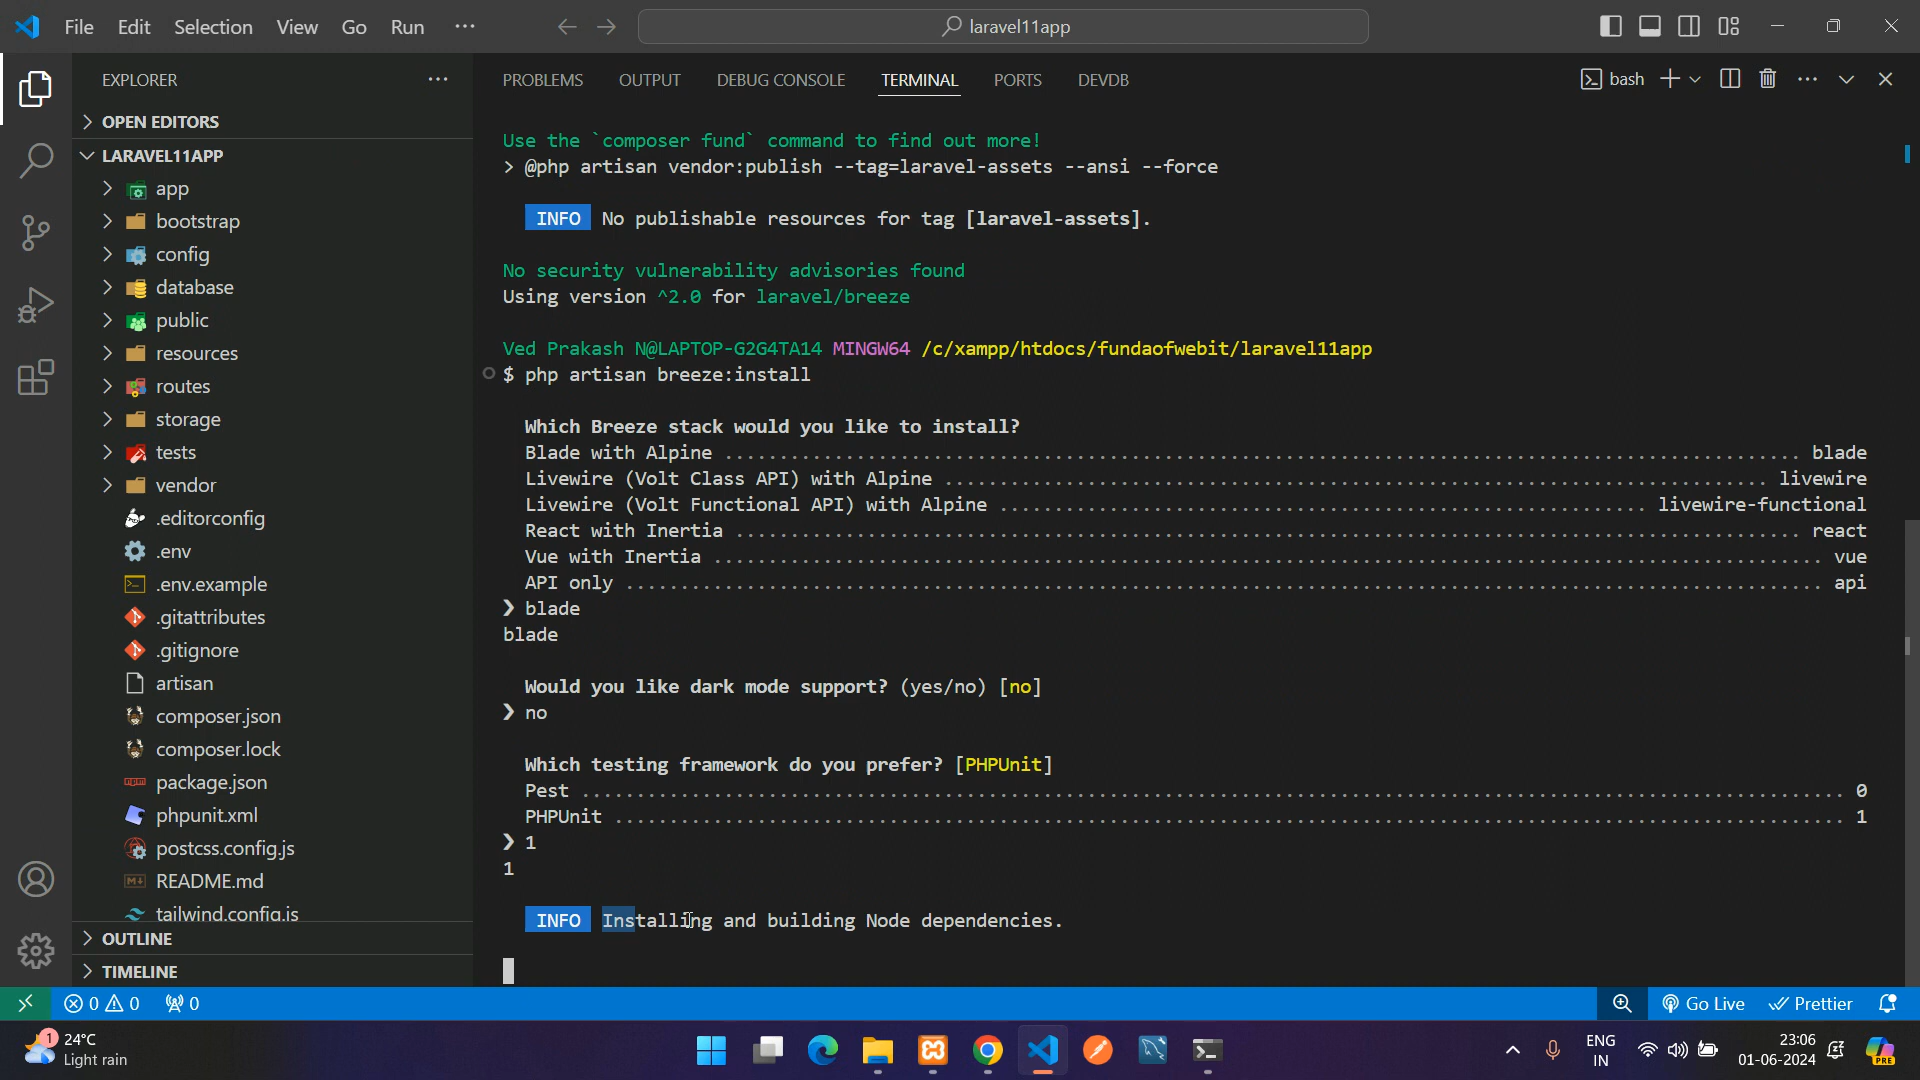 File Edit Selection View Go Run ···
laravel11app
EXPLORER
OPEN EDITORS
LARAVEL11APP
app
bootstrap
config
database
public
resources
routes
storage
tests
vendor
.editorconfig
.env
.env.example
.gitattributes
.gitignore
artisan
composer.json
composer.lock
package.json
phpunit.xml
postcss.config.js
README.md
tailwind.config.js
OUTLINE
TIMELINE
PROBLEMS OUTPUT DEBUG CONSOLE TERMINAL PORTS DEVDB
bash
Use the `composer fund` command to find out more!
> @php artisan vendor:publish --tag=laravel-assets --ansi --force
INFO No publishable resources for tag [laravel-assets].
No security vulnerability advisories found
Using version ^2.0 for laravel/breeze
Ved Prakash N@LAPTOP-G2G4TA14 MINGW64 /c/xampp/htdocs/fundaofwebit/laravel11app
$ php artisan breeze:install
Which Breeze stack would you like to install?
Blade with Alpine ........ blade
Livewire (Volt Class API) with Alpine ........ livewire
Livewire (Volt Functional API) with Alpine ........ livewire-functional
React with Inertia ........ react
Vue with Inertia ........ vue
API only ........ api
❯ blade
blade
Would you like dark mode support? (yes/no) [no]
❯ no
Which testing framework do you prefer? [PHPUnit]
Pest ........ 0
PHPUnit ........ 1
❯ 1
1
INFO Installing and building Node dependencies.
0 0 0
Go Live Prettier
1
24°C
Light rain
ENG
IN
23:06
01-06-2024
PRE